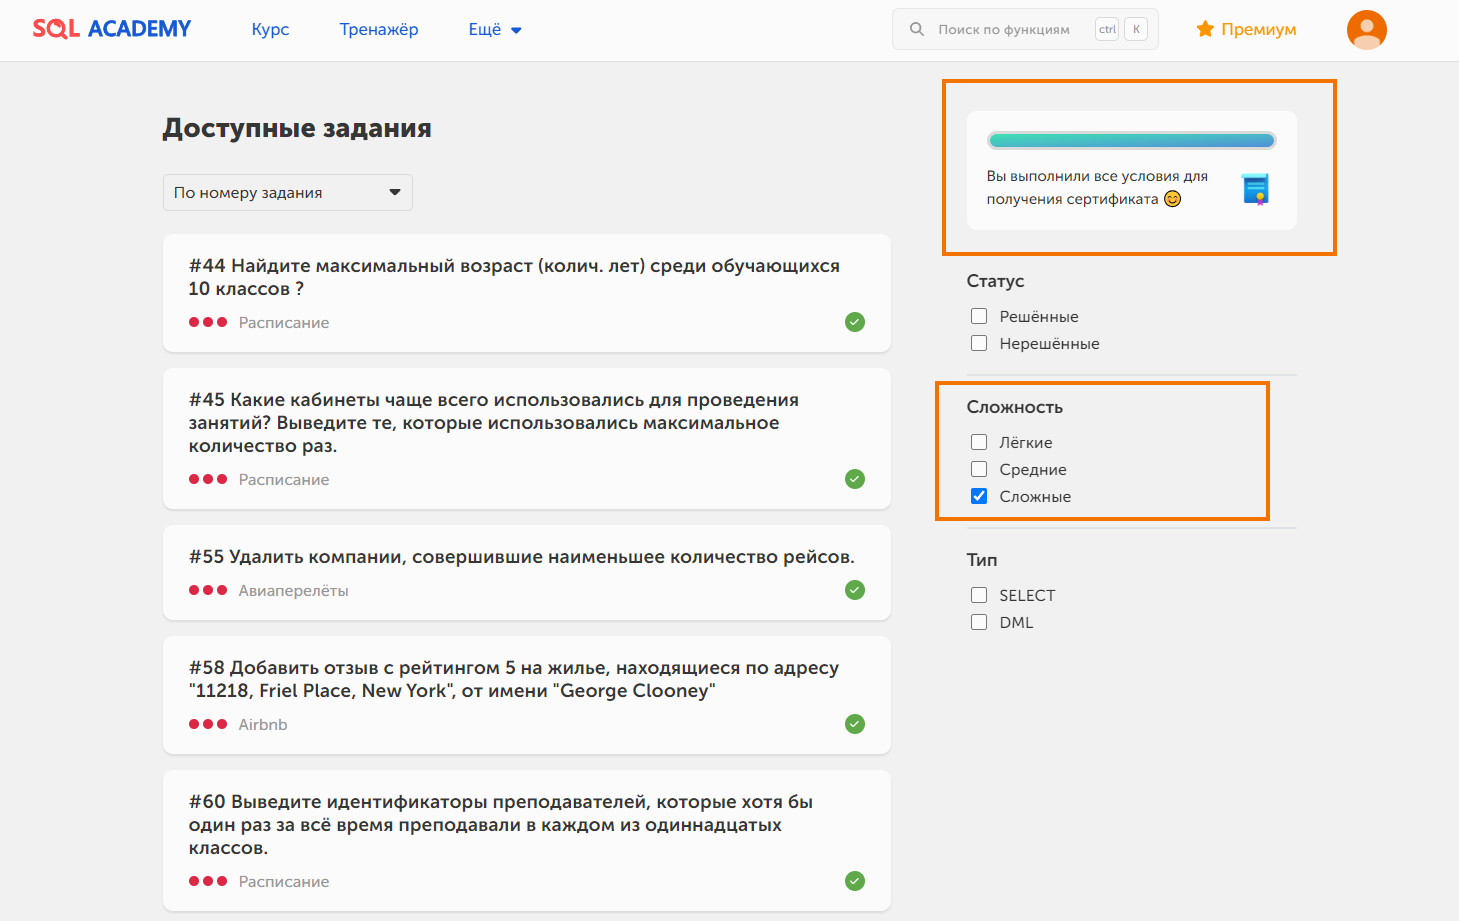 SQL ACADEMY
Курс
Тренажёр
Ещё
Поиск по функциям
ctrl
K
Премиум
Доступные задания
По номеру задания
#44 Найдите максимальный возраст (колич. лет) среди обучающихся
10 классов ?
Расписание
#45 Какие кабинеты чаще всего использовались для проведения
занятий? Выведите те, которые использовались максимальное
количество раз.
Расписание
#55 Удалить компании, совершившие наименьшее количество рейсов.
Авиаперелёты
#58 Добавить отзыв с рейтингом 5 на жилье, находящиеся по адресу
"11218, Friel Place, New York", от имени "George Clooney"
Airbnb
#60 Выведите идентификаторы преподавателей, которые хотя бы
один раз за всё время преподавали в каждом из одиннадцатых
классов.
Расписание
Вы выполнили все условия для
получения сертификата 😊
Статус
Решённые
Нерешённые
Сложность
Лёгкие
Средние
Сложные
Тип
SELECT
DML